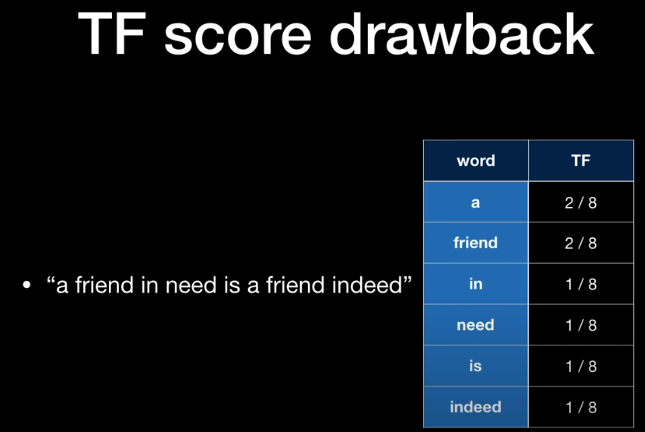 TF score drawback
word TF
a 2 / 8
friend 2 / 8
• “a friend in need is a friend indeed”
in 1 / 8
need 1 / 8
is 1 / 8
indeed 1 / 8